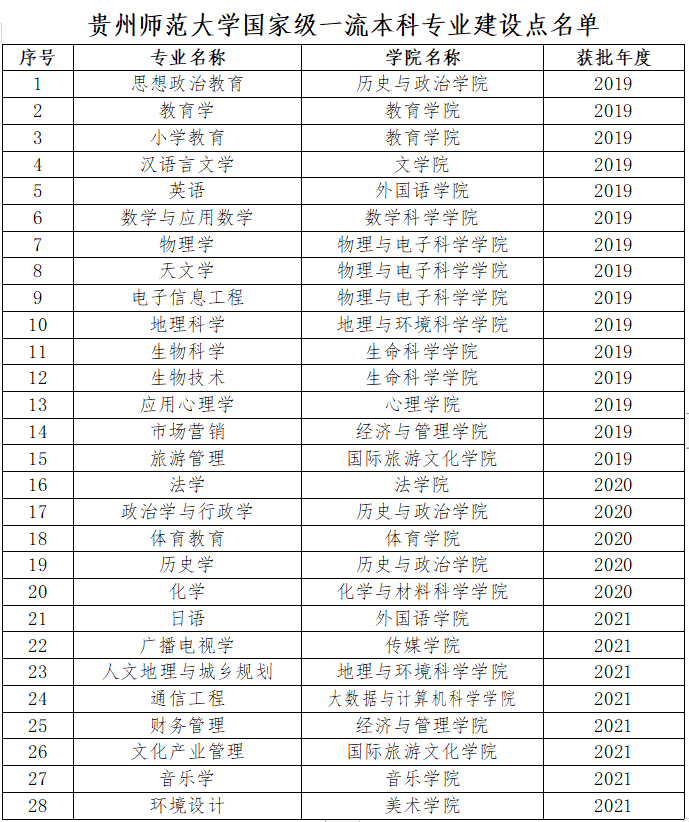 贵州师范大学国家级一流本科专业建设点名单
序号 专业名称 学院名称 获批年度
1 思想政治教育 历史与政治学院 2019
2 教育学 教育学院 2019
3 小学教育 教育学院 2019
4 汉语言文学 文学院 2019
5 英语 外国语学院 2019
6 数学与应用数学 数学科学学院 2019
7 物理学 物理与电子科学学院 2019
8 天文学 物理与电子科学学院 2019
9 电子信息工程 物理与电子科学学院 2019
10 地理科学 地理与环境科学学院 2019
11 生物科学 生命科学学院 2019
12 生物技术 生命科学学院 2019
13 应用心理学 心理学院 2019
14 市场营销 经济与管理学院 2019
15 旅游管理 国际旅游文化学院 2019
16 法学 法学院 2020
17 政治学与行政学 历史与政治学院 2020
18 体育教育 体育学院 2020
19 历史学 历史与政治学院 2020
20 化学 化学与材料科学学院 2020
21 日语 外国语学院 2021
22 广播电视学 传媒学院 2021
23 人文地理与城乡规划 地理与环境科学学院 2021
24 通信工程 大数据与计算机科学学院 2021
25 财务管理 经济与管理学院 2021
26 文化产业管理 国际旅游文化学院 2021
27 音乐学 音乐学院 2021
28 环境设计 美术学院 2021